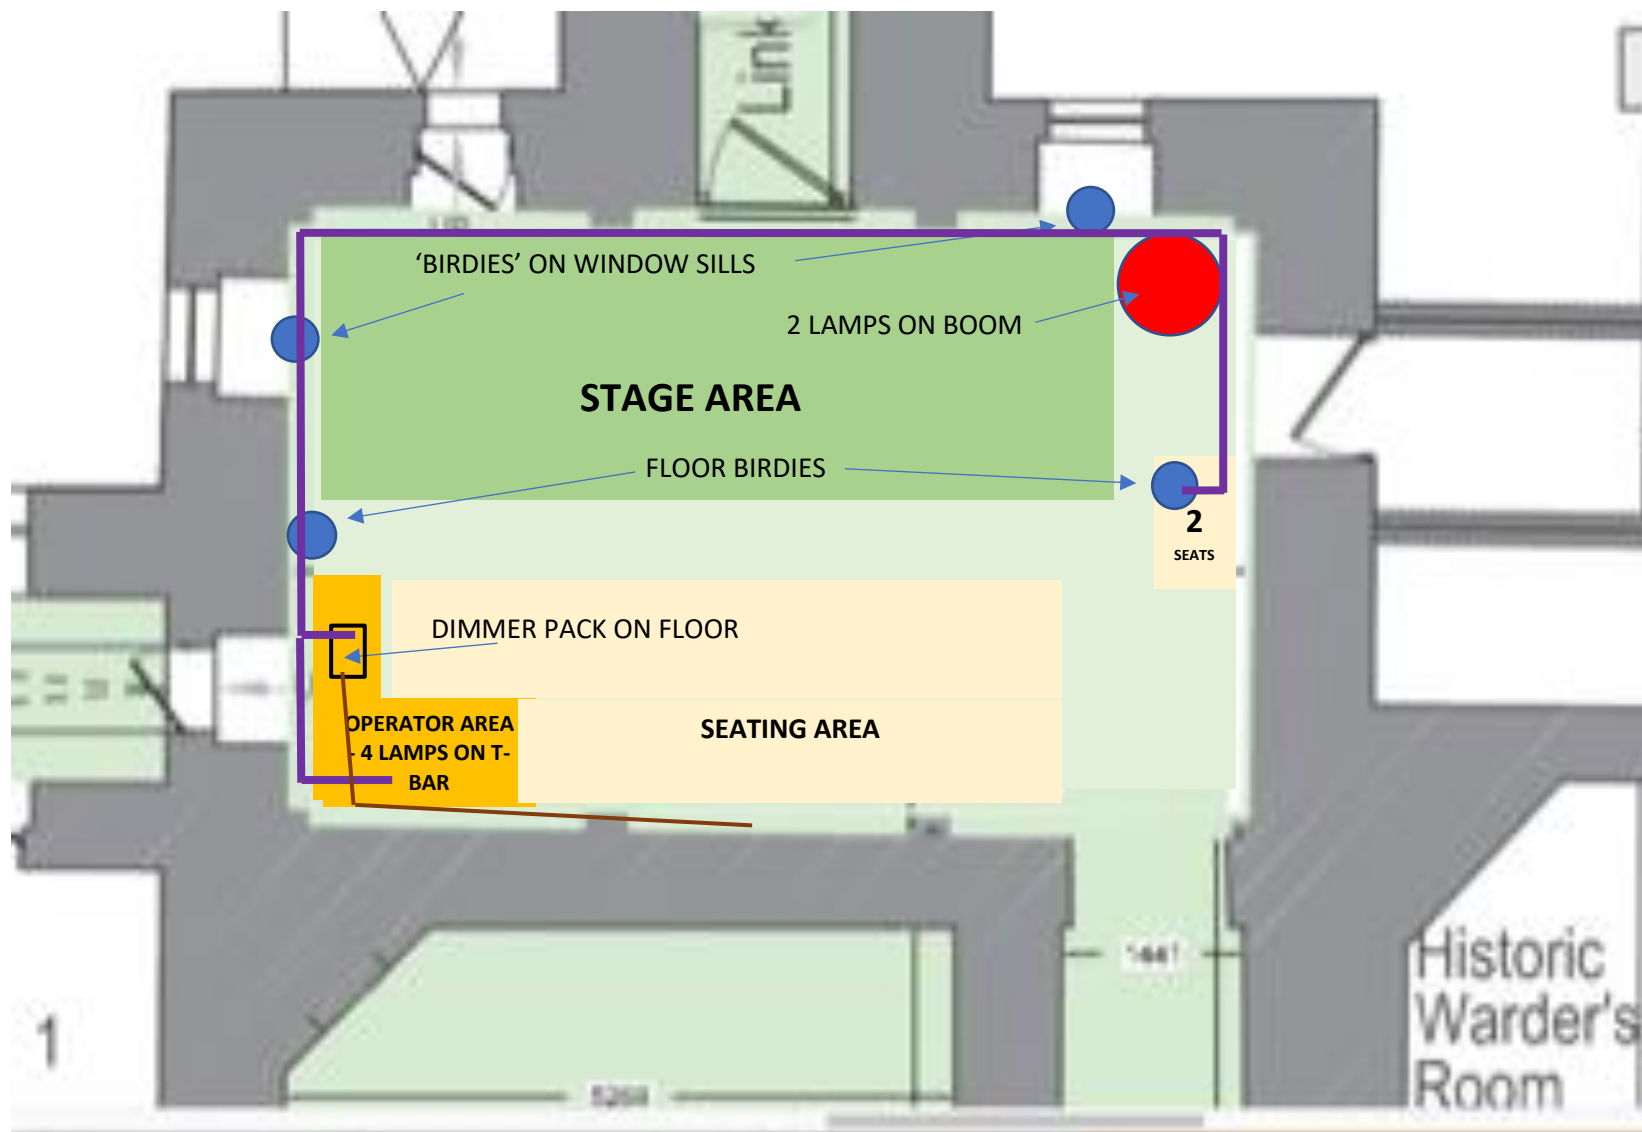 Link
‘BIRDIES’ ON WINDOW SILLS
2 LAMPS ON BOOM
STAGE AREA
FLOOR BIRDIES
2
SEATS
DIMMER PACK ON FLOOR
OPERATOR AREA
- 4 LAMPS ON T-
BAR
SEATING AREA
Historic
Warder's
Room
1